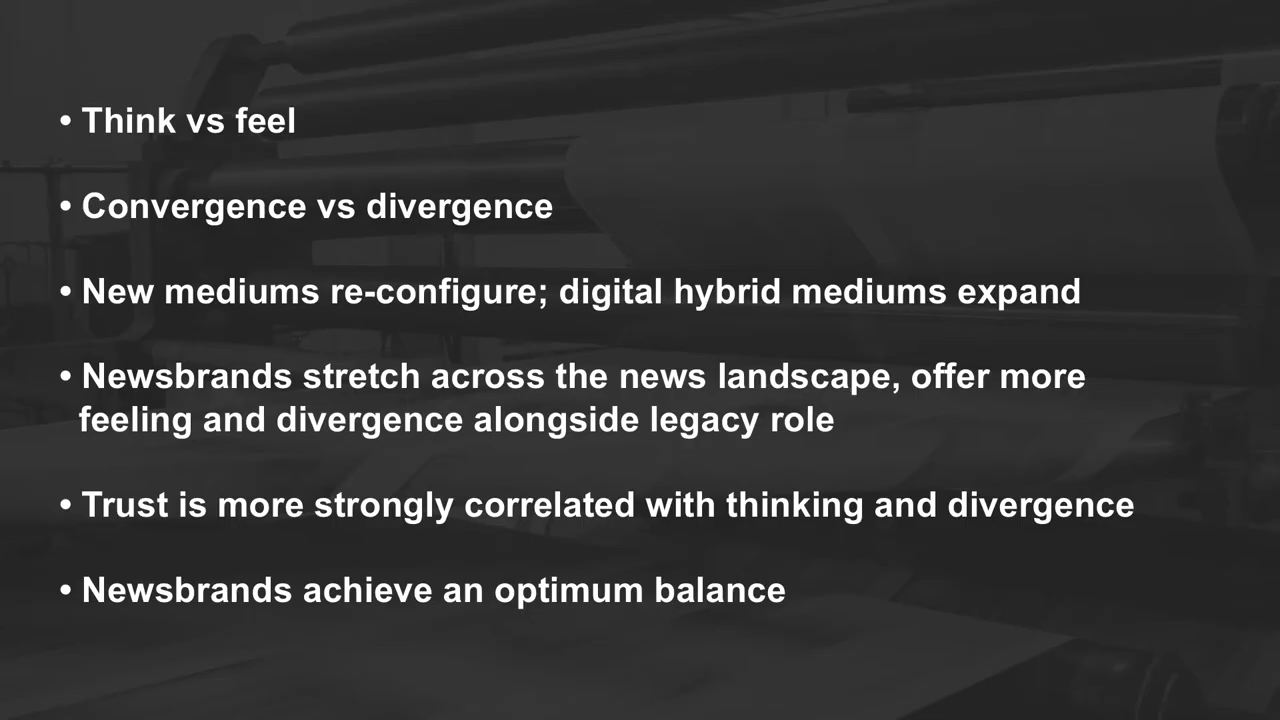 • Think vs feel
• Convergence vs divergence
• New mediums re-configure; digital hybrid mediums expand
• Newsbrands stretch across the news landscape, offer more
feeling and divergence alongside legacy role
• Trust is more strongly correlated with thinking and divergence
• Newsbrands achieve an optimum balance